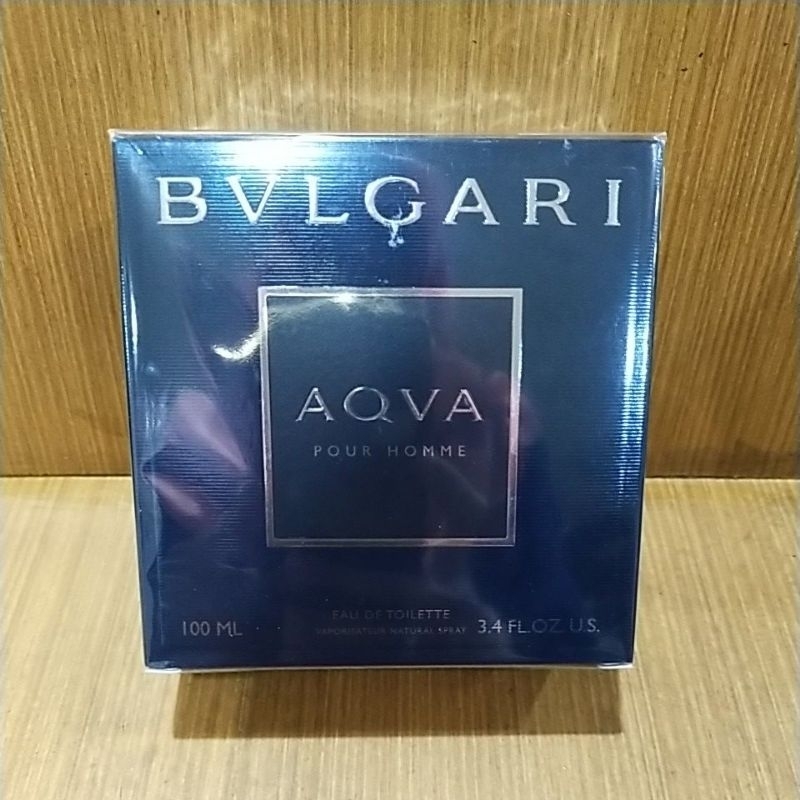 BVLGARI
AQVA
POUR HOMME
EAU DE TOILETTE
100 ML
VAPORISATEUR NATURAL SPRAY
3.4 FL.OZ. U.S.